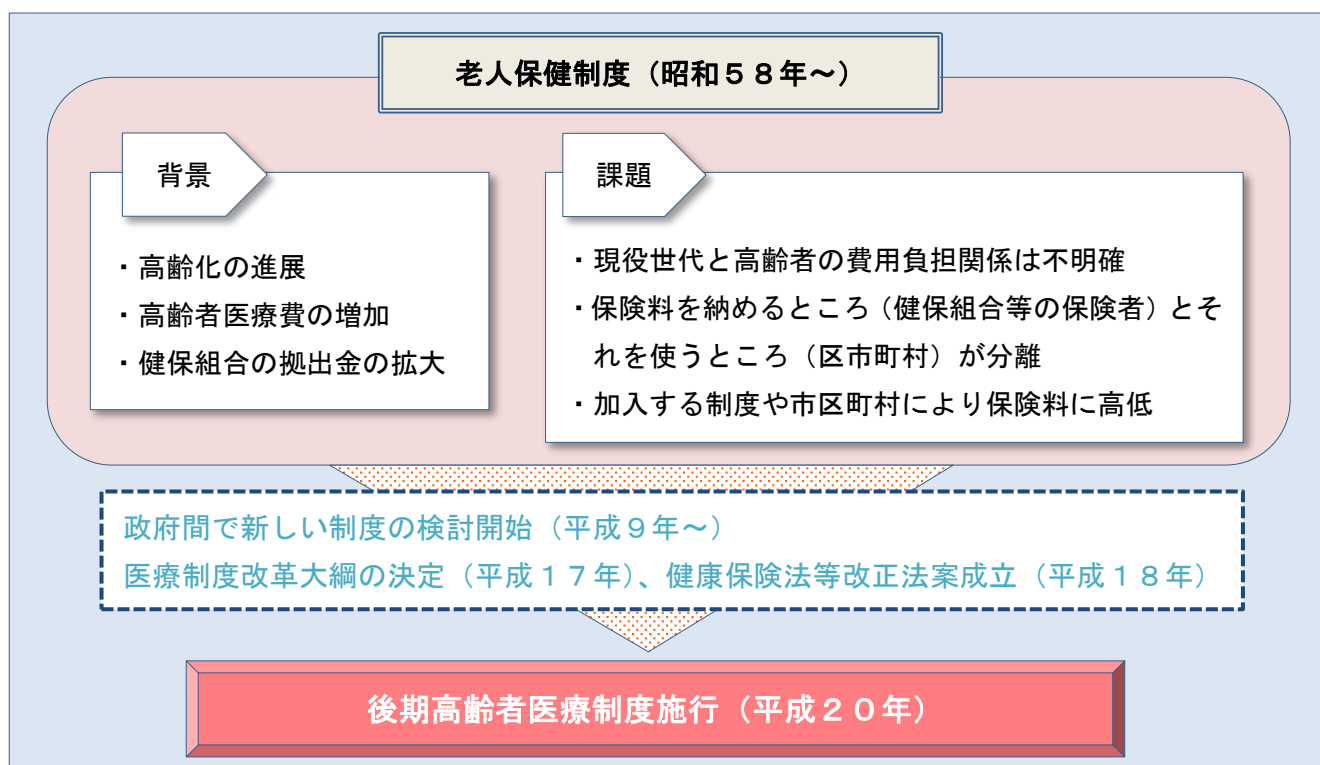 老人保健制度（昭和５８年～）
背景
・高齢化の進展
・高齢者医療費の増加
・健保組合の拠出金の拡大
課題
・現役世代と高齢者の費用負担関係は不明確
・保険料を納めるところ（健保組合等の保険者）とそ
れを使うところ（区市町村）が分離
・加入する制度や市区町村により保険料に高低
政府間で新しい制度の検討開始（平成９年～）
医療制度改革大綱の決定（平成１７年）、健康保険法等改正法案成立（平成１８年）
後期高齢者医療制度施行（平成２０年）